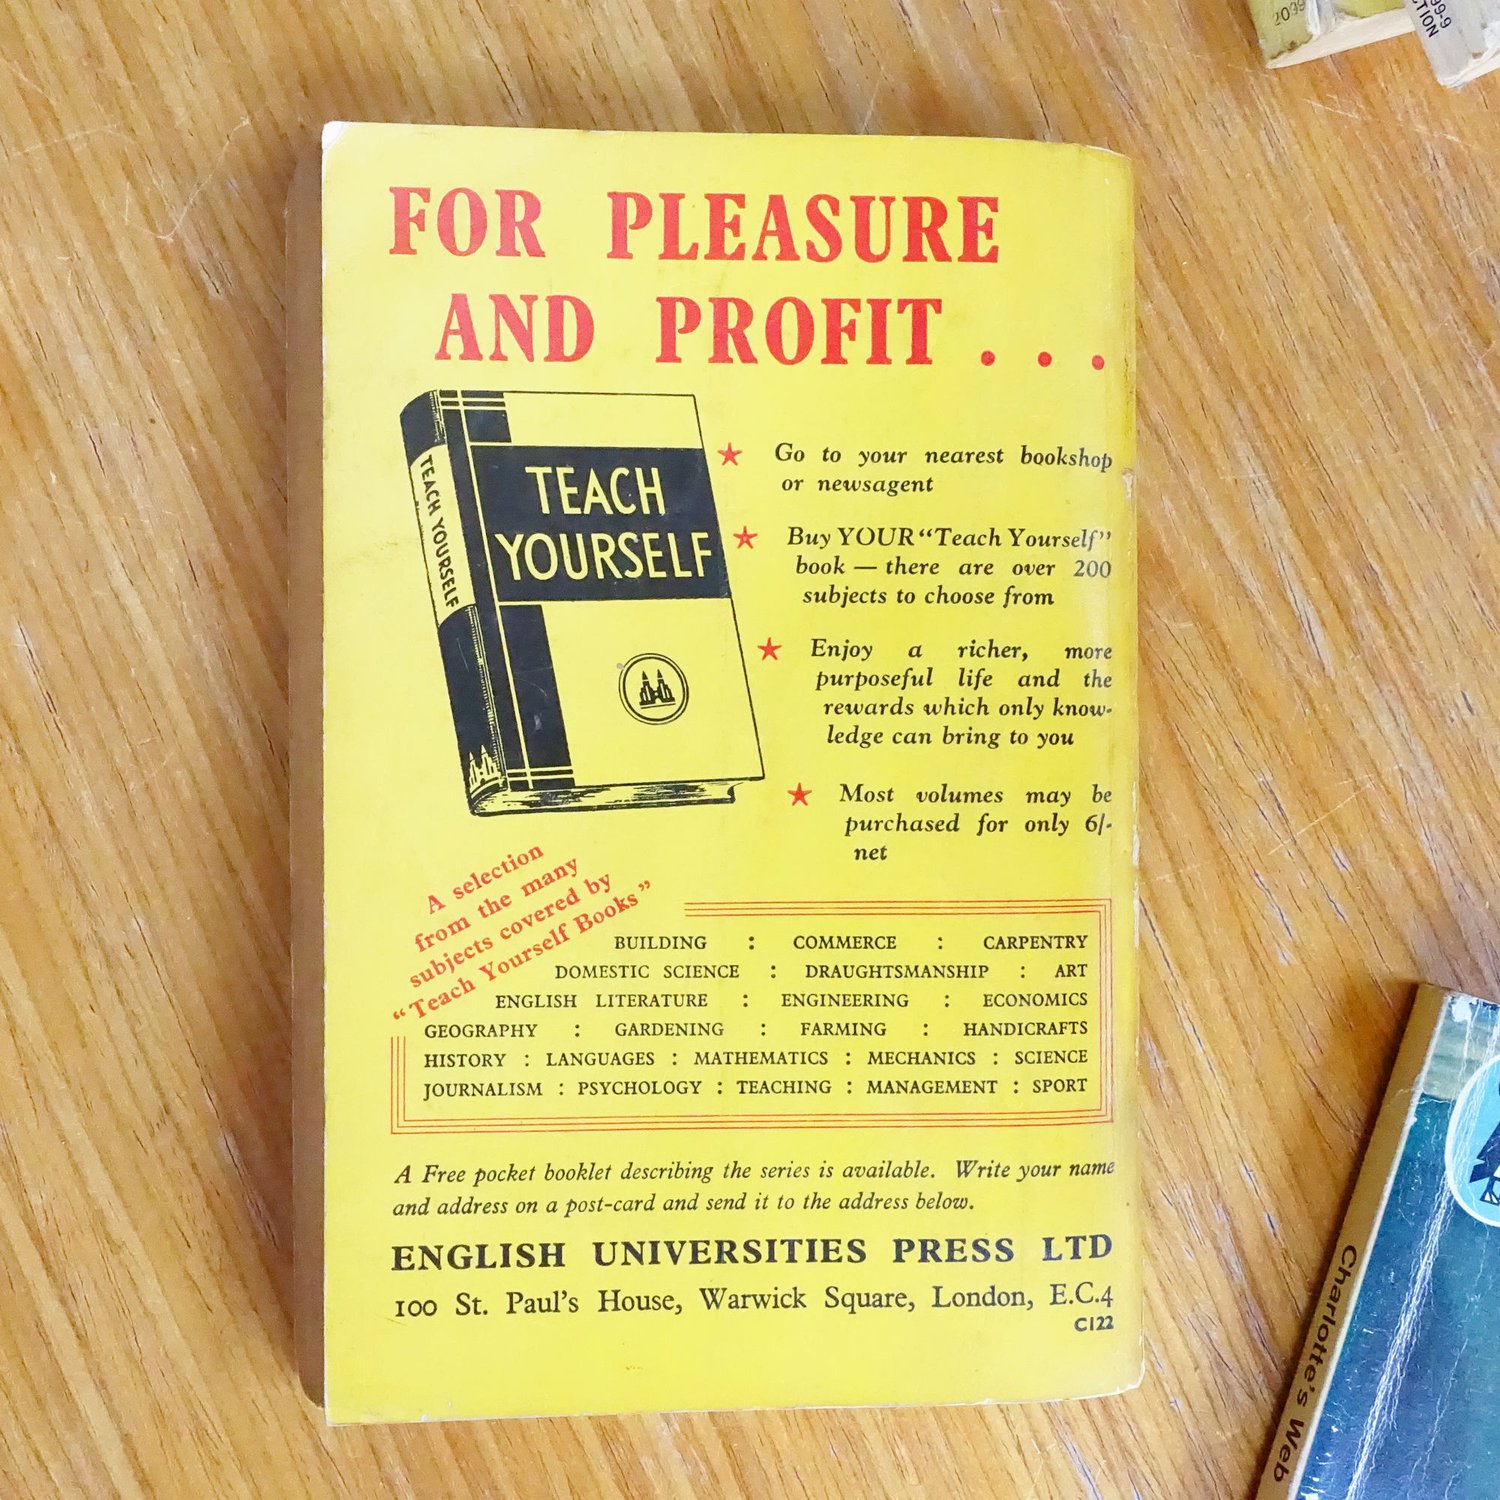 FOR PLEASURE
AND PROFIT . . .
TEACH YOURSELF
TEACH
YOURSELF
Go to your nearest bookshop
or newsagent
Buy YOUR "Teach Yourself"
book — there are over 200
subjects to choose from
Enjoy a richer, more
purposeful life and the
rewards which only know-
ledge can bring to you
Most volumes may be
purchased for only 6/-
net
A selection
from the many
subjects covered by
"Teach Yourself Books"
BUILDING : COMMERCE : CARPENTRY
DOMESTIC SCIENCE : DRAUGHTSMANSHIP : ART
ENGLISH LITERATURE : ENGINEERING : ECONOMICS
GEOGRAPHY : GARDENING : FARMING : HANDICRAFTS
HISTORY : LANGUAGES : MATHEMATICS : MECHANICS : SCIENCE
JOURNALISM : PSYCHOLOGY : TEACHING : MANAGEMENT : SPORT
A Free pocket booklet describing the series is available. Write your name
and address on a post-card and send it to the address below.
ENGLISH UNIVERSITIES PRESS LTD
100 St. Paul's House, Warwick Square, London, E.C.4
C122
Charlotte's Web